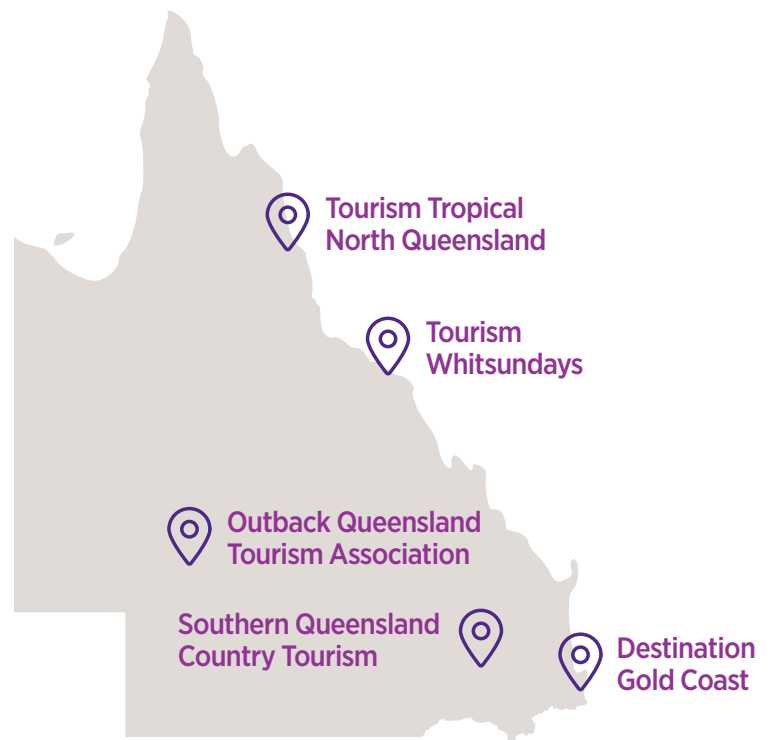 Tourism Tropical
North Queensland
Tourism
Whitsundays
Outback Queensland
Tourism Association
Southern Queensland
Country Tourism
Destination
Gold Coast